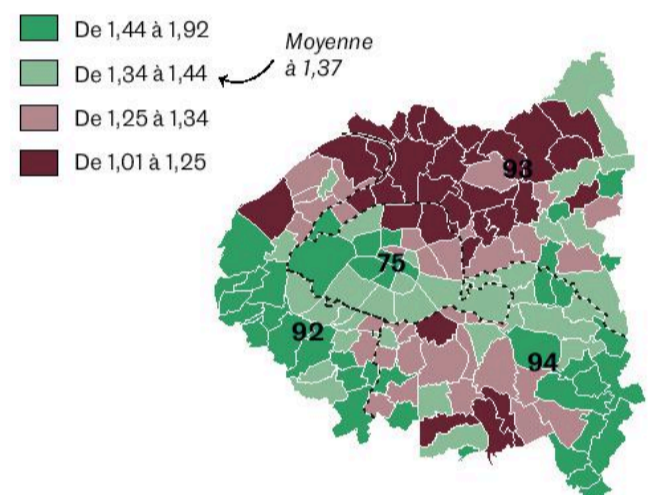 De 1,44 à 1,92
De 1,34 à 1,44
Moyenne
à 1,37
De 1,25 à 1,34
De 1,01 à 1,25
93
75
92
94